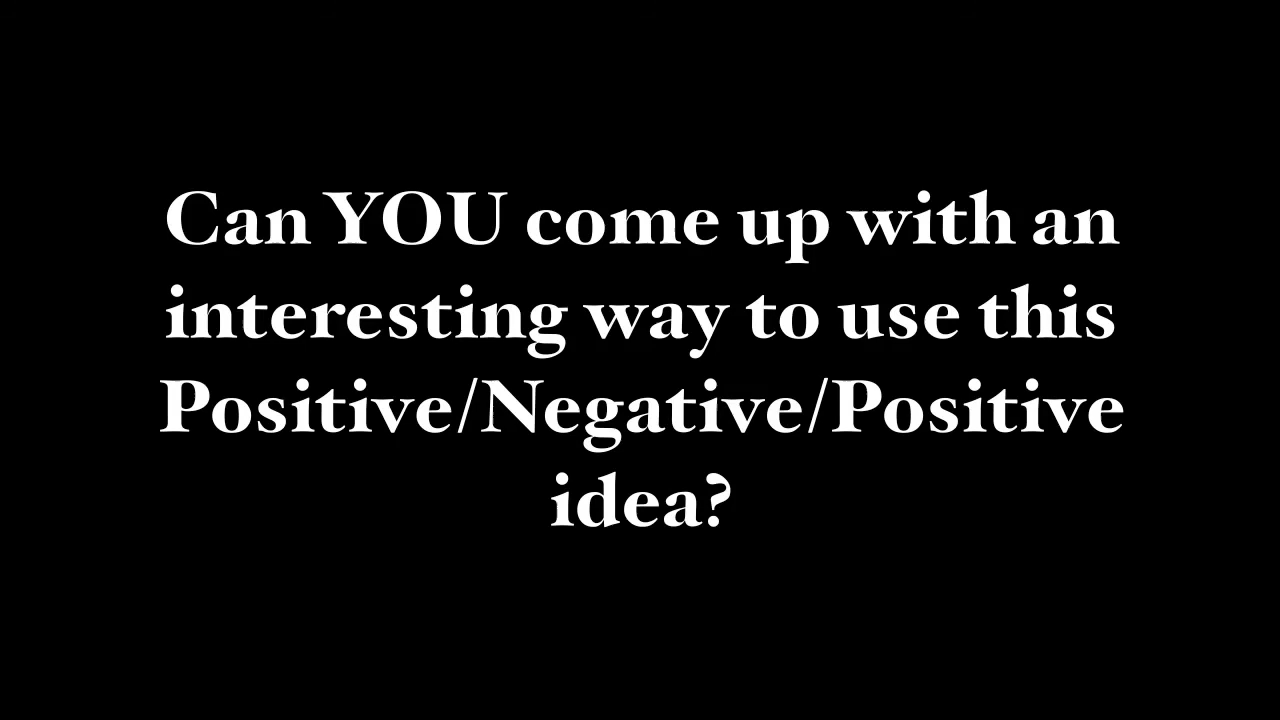 Can YOU come up with an
interesting way to use this
Positive/Negative/Positive
idea?